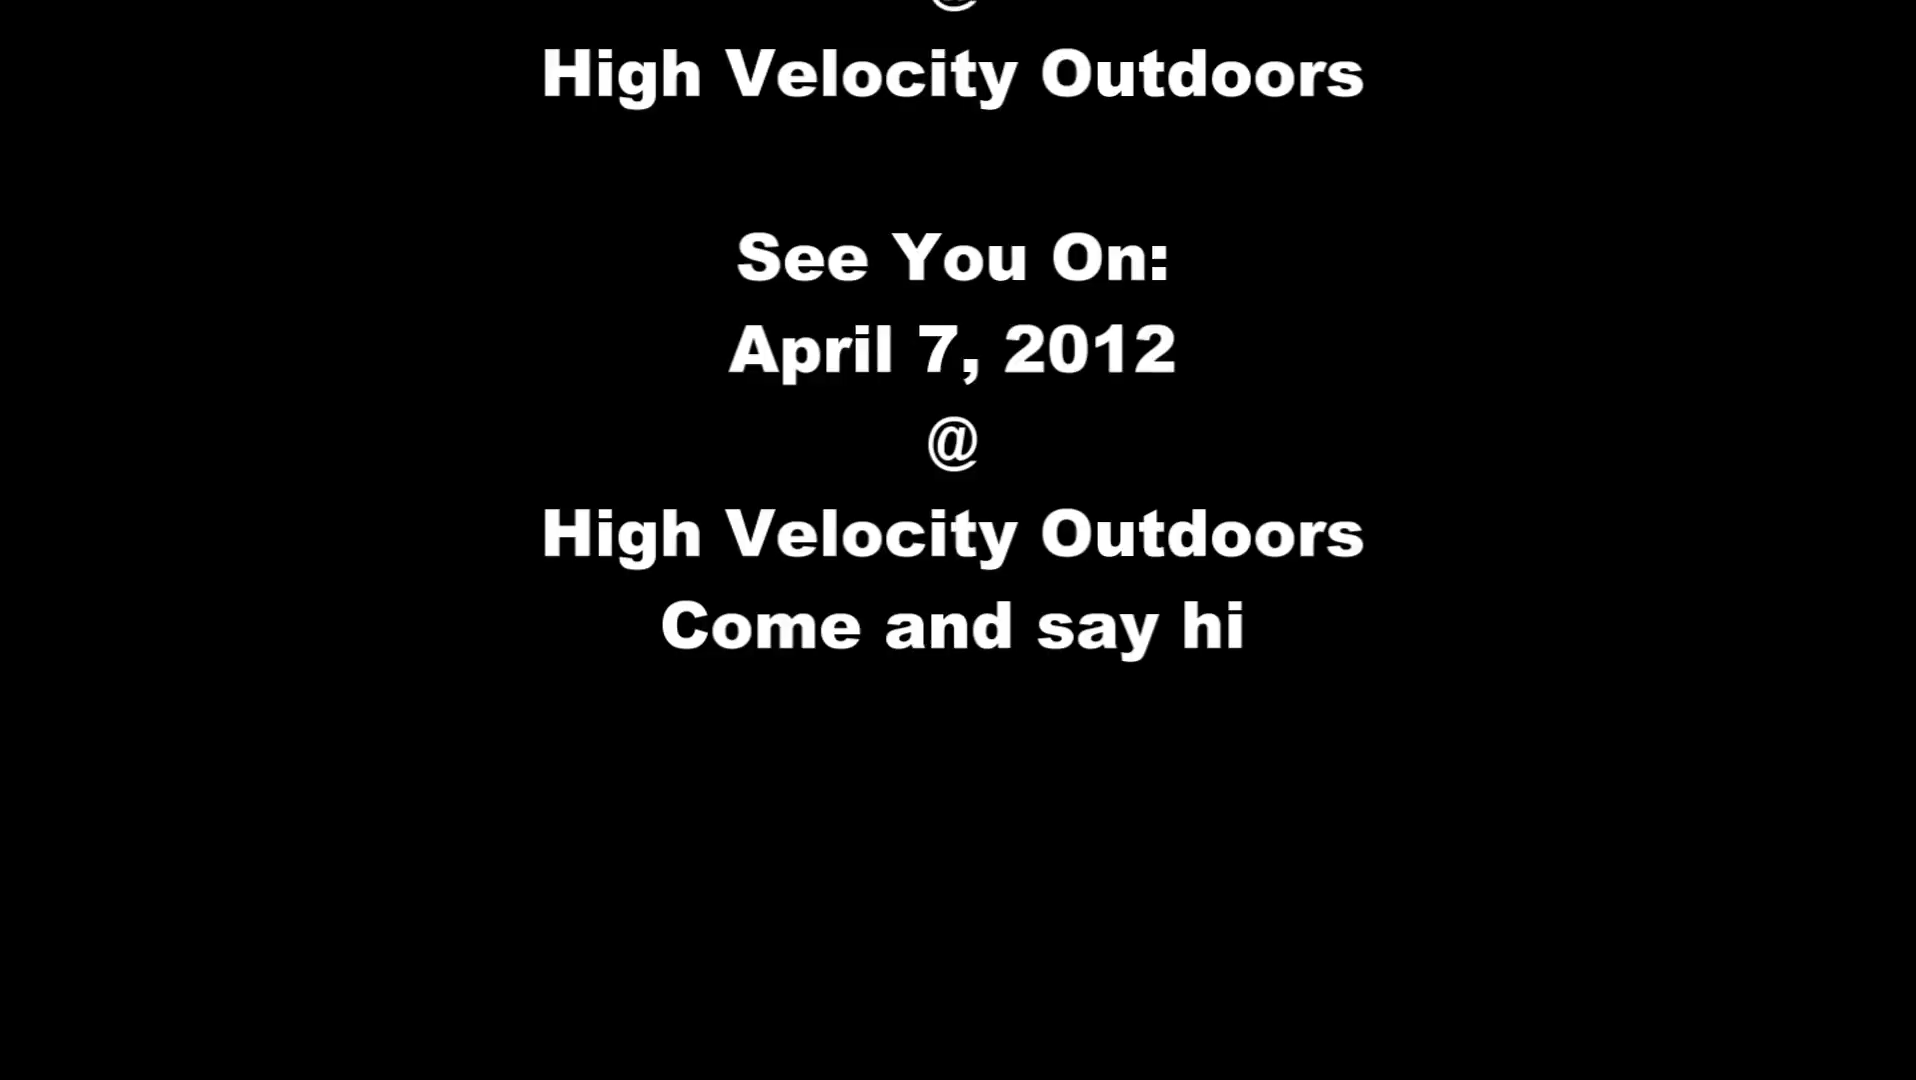 @
High Velocity Outdoors
See You On:
April 7, 2012
@
High Velocity Outdoors
Come and say hi